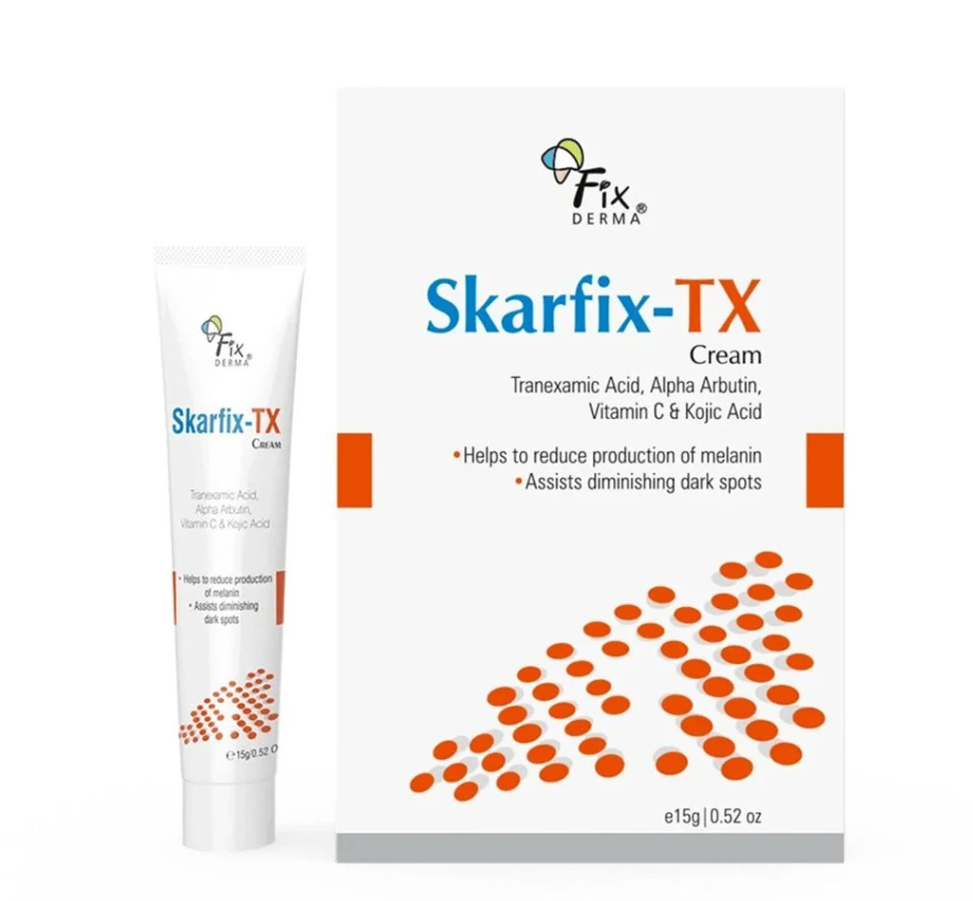 Fix
DERMA®
Skarfix-TX
CREAM
Tranexamic Acid,
Alpha Arbutin,
Vitamin C & Kojic Acid
• Helps to reduce production
of melanin
• Assists diminishing
dark spots
℮15g/0.52 O
Fix
DERMA®
Skarfix-TX
Cream
Tranexamic Acid, Alpha Arbutin,
Vitamin C & Kojic Acid
•Helps to reduce production of melanin
•Assists diminishing dark spots
e15g|0.52 oz